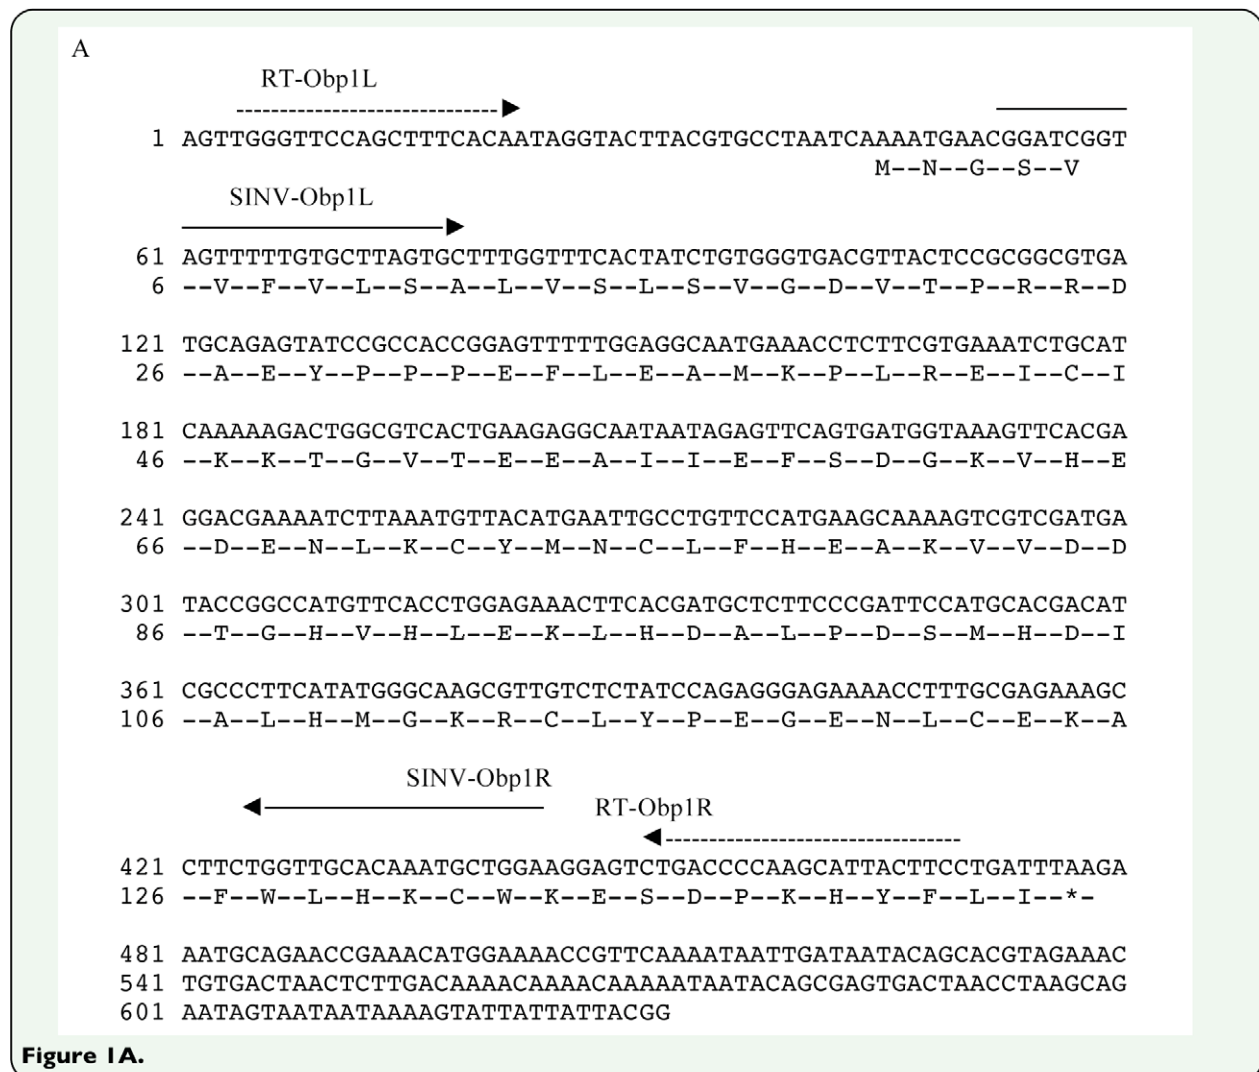 A
RT-Obp1L
1 AGTTGGGTTCCAGCTTTCACAATAGGTACTTACGTGCCTAATCAAAATGAACGGATCGGT
M--N--G--S--V
SINV-Obp1L
61 AGTTTTTGTGCTTAGTGCTTTGGTTTCACTATCTGTGGGTGACGTTACTCCGCGGCGTGA
6 --V--F--V--L--S--A--L--V--S--L--S--V--G--D--V--T--P--R--R--D
121 TGCAGAGTATCCGCCACCGGAGTTTTTGGAGGCAATGAAACCTCTTCGTGAAATCTGCAT
26 --A--E--Y--P--P--P--E--F--L--E--A--M--K--P--L--R--E--I--C--I
181 CAAAAAGACTGGCGTCACTGAAGAGGCAATAATAGAGTTCAGTGATGGTAAAGTTCACGA
46 --K--K--T--G--V--T--E--E--A--I--I--E--F--S--D--G--K--V--H--E
241 GGACGAAAATCTTAAATGTTACATGAATTGCCTGTTCCATGAAGCAAAAGTCGTCGATGA
66 --D--E--N--L--K--C--Y--M--N--C--L--F--H--E--A--K--V--V--D--D
301 TACCGGCCATGTTCACCTGGAGAAACTTCACGATGCTCTTCCCGATTCCATGCACGACAT
86 --T--G--H--V--H--L--E--K--L--H--D--A--L--P--D--S--M--H--D--I
361 CGCCCTTCATATGGGCAAGCGTTGTCTCTATCCAGAGGGAGAAAACCTTTGCGAGAAAGC
106 --A--L--H--M--G--K--R--C--L--Y--P--E--G--E--N--L--C--E--K--A
SINV-Obp1R
RT-Obp1R
421 CTTCTGGTTGCACAAATGCTGGAAGGAGTCTGACCCCAAGCATTACTTCCTGATTTAAGA
126 --F--W--L--H--K--C--W--K--E--S--D--P--K--H--Y--F--L--I--*-
481 AATGCAGAACCGAAACATGGAAAACCGTTCAAAATAATTGATAATACAGCACGTAGAAAC
541 TGTGACTAACTCTTGACAAAACAAAACAAAAATAATACAGCGAGTGACTAACCTAAGCAG
601 AATAGTAATAATAAAAGTATTATTATTACGG
Figure 1A.